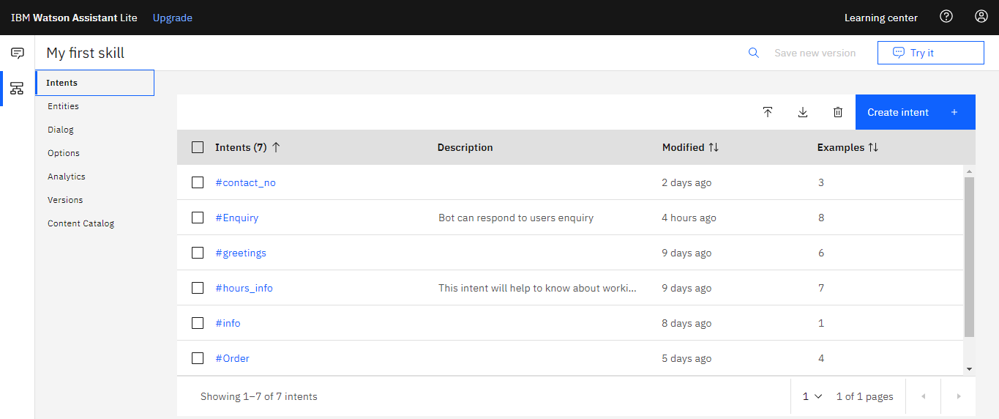 IBM Watson Assistant Lite Upgrade Learning center
My first skill Save new version Try it
Intents
Entities
Dialog
Options
Analytics
Versions
Content Catalog
Create intent +
Intents (7) Description Modified Examples
#contact_no 2 days ago 3
#Enquiry Bot can respond to users enquiry 4 hours ago 8
#greetings 9 days ago 6
#hours_info This intent will help to know about worki... 9 days ago 7
#info 8 days ago 1
#Order 5 days ago 4
Showing 1–7 of 7 intents 1 1 of 1 pages